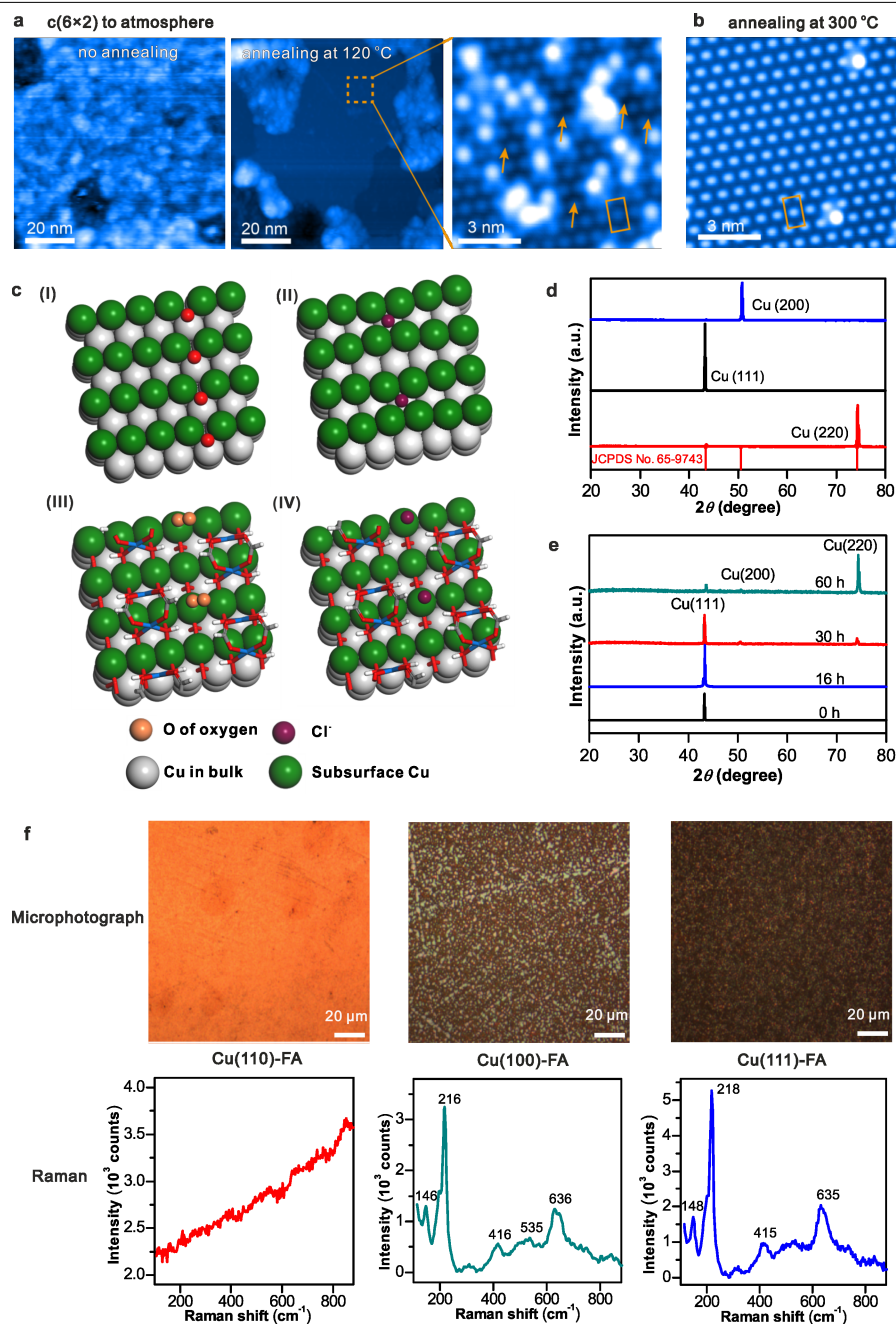 a
c(6×2) to atmosphere
no annealing
20 nm
annealing at 120 °C
20 nm
3 nm
b
annealing at 300 °C
3 nm
c
(I)
(II)
(III)
(IV)
O of oxygen
Cl⁻
Cu in bulk
Subsurface Cu
d
Intensity (a.u.)
Cu (200)
Cu (111)
Cu (220)
JCPDS No. 65-9743
20 30 40 50 60 70 80
2θ (degree)
e
Intensity (a.u.)
Cu(220)
Cu(200)
60 h
Cu(111)
30 h
16 h
0 h
20 30 40 50 60 70 80
2θ (degree)
f
Microphotograph
20 µm
20 µm
20 µm
Cu(110)-FA
Cu(100)-FA
Cu(111)-FA
Raman
Intensity (10³ counts)
4.0
3.5
3.0
2.5
2.0
200 400 600 800
Raman shift (cm⁻¹)
Intensity (10³ counts)
3
2
1
0
216
146
416
535
636
200 400 600 800
Raman shift (cm⁻¹)
Intensity (10³ counts)
5
4
3
2
1
0
218
148
415
635
200 400 600 800
Raman shift (cm⁻¹)